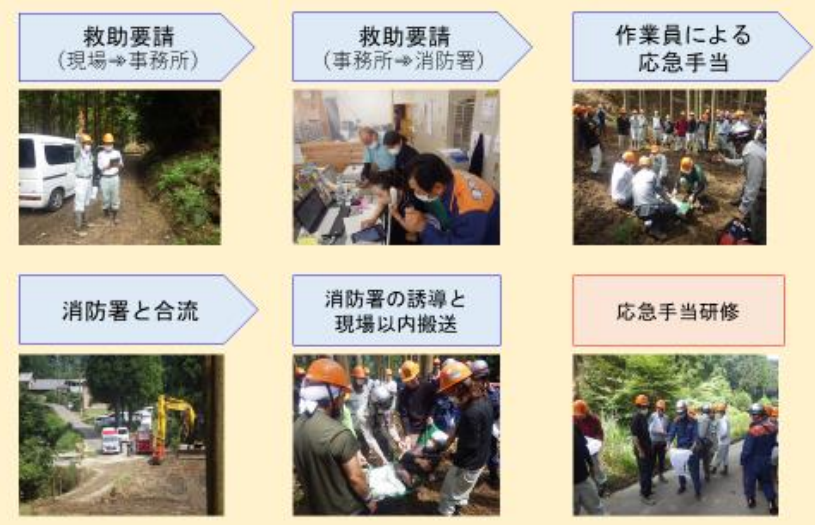 救助要請
(現場➾事務所)
救助要請
(事務所➾消防署)
作業員による
応急手当
消防署と合流
消防署の誘導と
現場以内搬送
応急手当研修